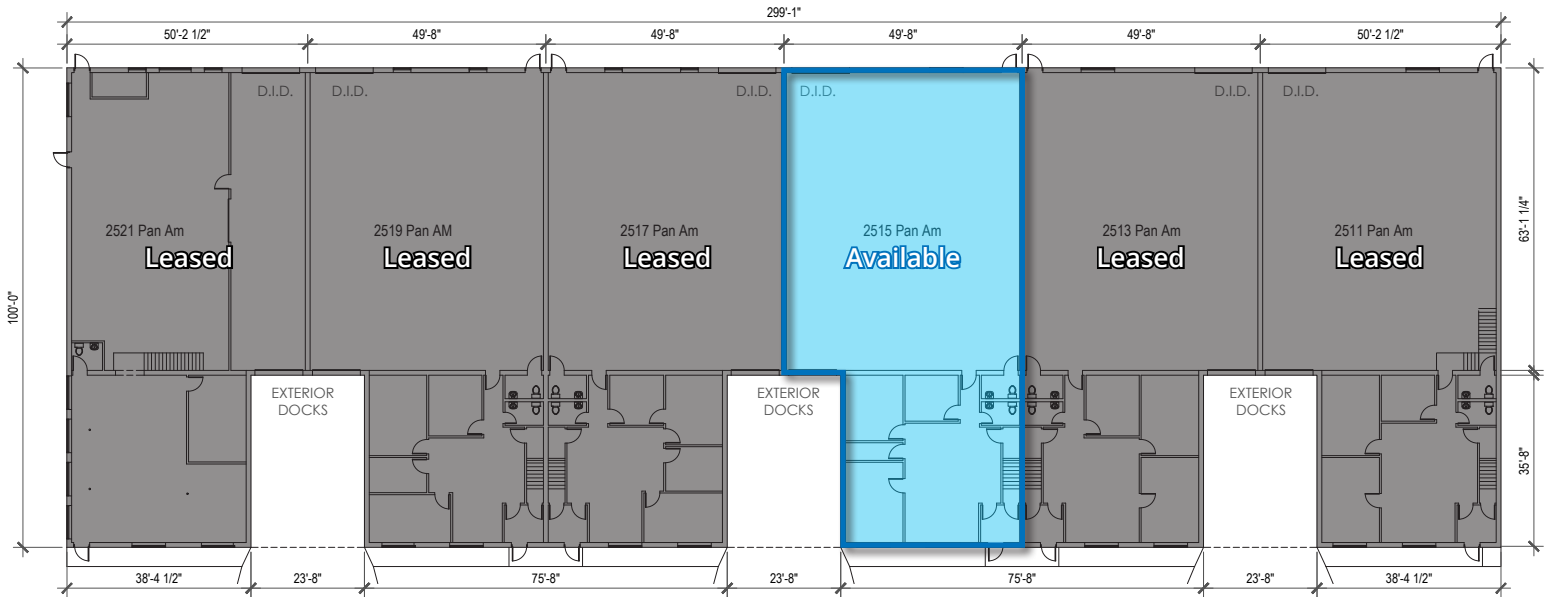 299'-1"
50'-2 1/2"
49'-8"
49'-8"
49'-8"
49'-8"
50'-2 1/2"
D.I.D.
D.I.D.
D.I.D.
D.I.D.
D.I.D.
D.I.D.
2521 Pan Am
Leased
2519 Pan AM
Leased
2517 Pan Am
Leased
2515 Pan Am
Available
2513 Pan Am
Leased
2511 Pan Am
Leased
63'-1 1/4"
100'-0"
EXTERIOR
DOCKS
EXTERIOR
DOCKS
EXTERIOR
DOCKS
35'-8"
38'-4 1/2"
23'-8"
75'-8"
23'-8"
75'-8"
23'-8"
38'-4 1/2"